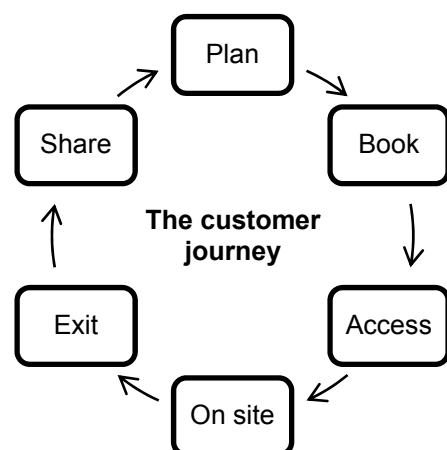 Plan
Share
Book
The customer
journey
Exit
Access
On site